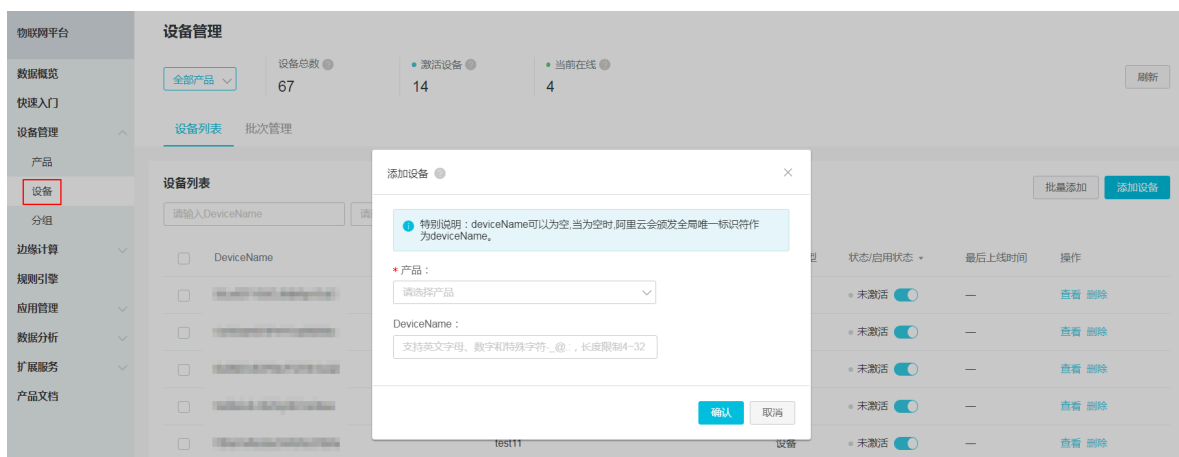 物联网平台
数据概览
快速入门
设备管理
产品
设备
分组
边缘计算
规则引擎
应用管理
数据分析
扩展服务
产品文档
设备管理
全部产品
设备总数
67
激活设备
14
当前在线
4
刷新
设备列表 批次管理
设备列表
批量添加 添加设备
请输入DeviceName
DeviceName 状态/启用状态 最后上线时间 操作
未激活 — 查看 删除
未激活 — 查看 删除
未激活 — 查看 删除
未激活 — 查看 删除
test11 设备 未激活 — 查看 删除
添加设备
特别说明：deviceName可以为空,当为空时,阿里云会颁发全局唯一标识符作
为deviceName。
* 产品：
请选择产品
DeviceName：
支持英文字母、数字和特殊字符-_@.:，长度限制4~32
确认 取消